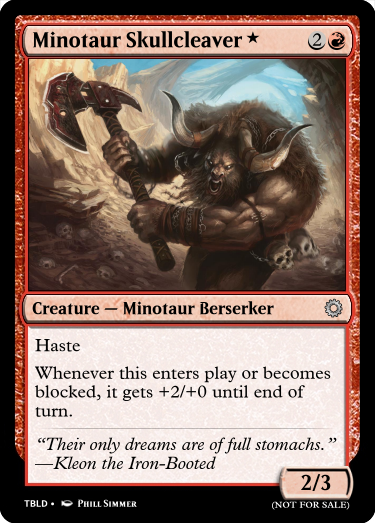 Minotaur Skullcleaver ★ 2
Creature — Minotaur Berserker
Haste
Whenever this enters play or becomes
blocked, it gets +2/+0 until end of
turn.
“Their only dreams are of full stomachs.”
—Kleon the Iron-Booted
2/3
TBLD • Phill Simmer
(NOT FOR SALE)